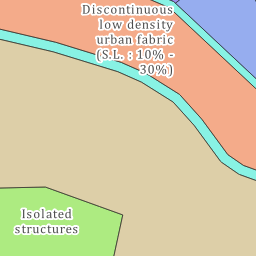 Discontinuous
low density
urban fabric
(S.L. : 10% -
30%)
Isolated
structures